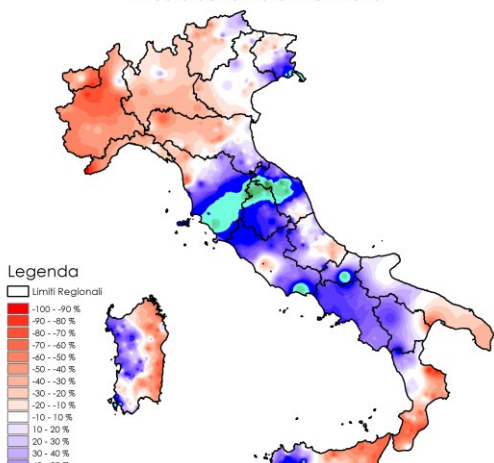 Legenda
Limiti Regionali
-100 - -90 %
-90 - -80 %
-80 - -70 %
-70 - -60 %
-60 - -50 %
-50 - -40 %
-40 - -30 %
-30 - -20 %
-20 - -10 %
-10 - 10 %
10 - 20 %
20 - 30 %
30 - 40 %